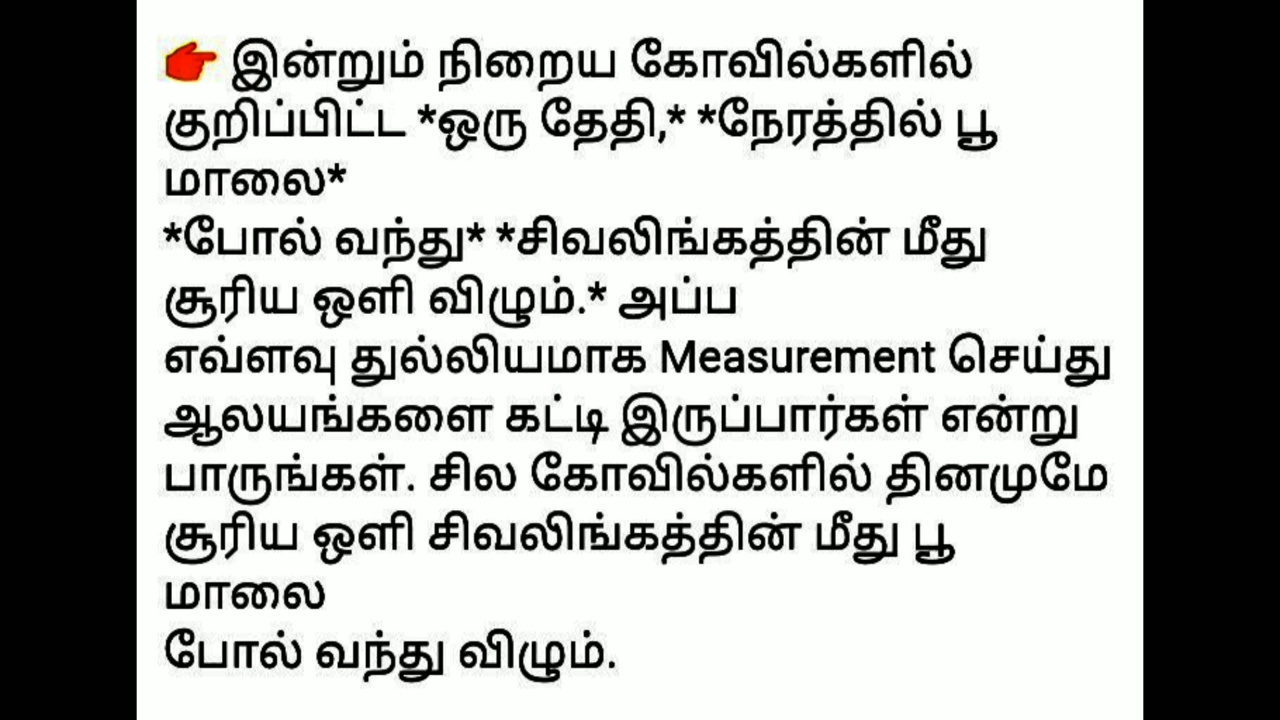 👉 இன்றும் நிறைய கோவில்களில்
குறிப்பிட்ட *ஒரு தேதி,* *நேரத்தில் பூ
மாலை*
*போல் வந்து* *சிவலிங்கத்தின் மீது
சூரிய ஒளி விழும்.* அப்ப
எவ்ளவு துல்லியமாக Measurement செய்து
ஆலயங்களை கட்டி இருப்பார்கள் என்று
பாருங்கள். சில கோவில்களில் தினமுமே
சூரிய ஒளி சிவலிங்கத்தின் மீது பூ
மாலை
போல் வந்து விழும்.